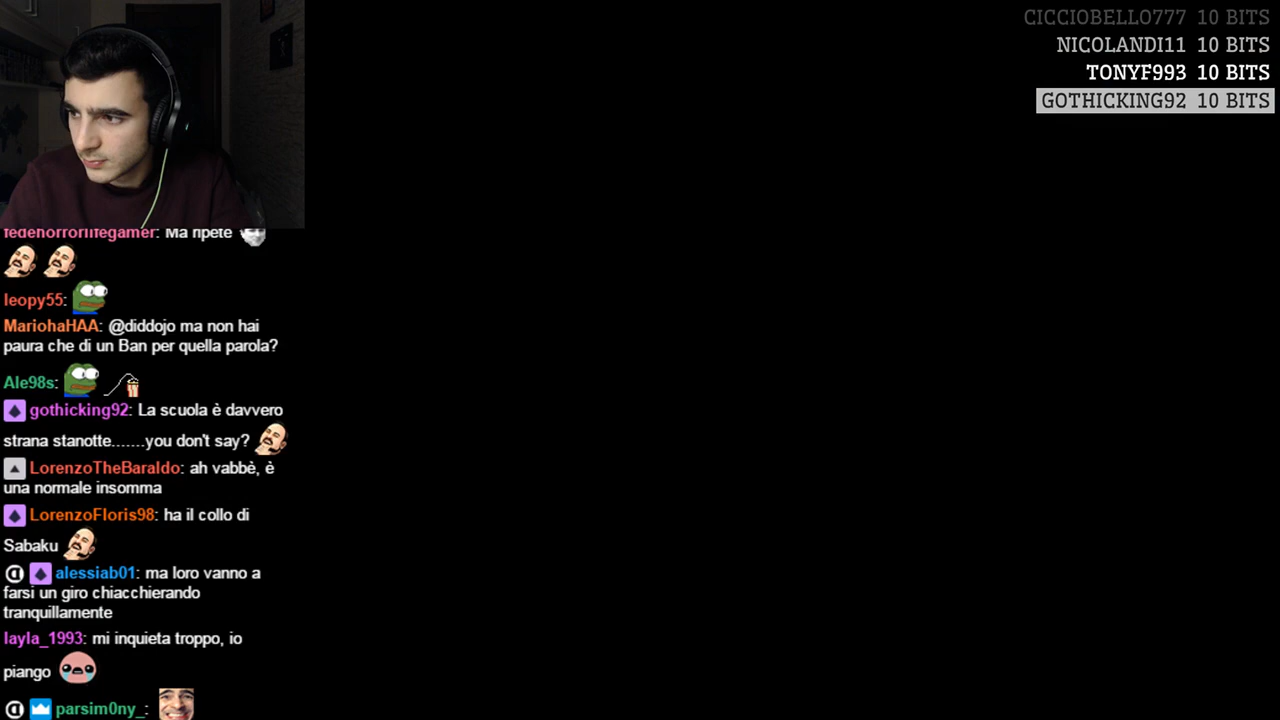 CICCIOBELLO777 10 BITS
NICOLANDI11 10 BITS
TONYF993 10 BITS
GOTHICKING92 10 BITS
fedehorrorlifegamer: Ma ripete
leopy55:
MariohaHAA: @diddojo ma non hai
paura che di un Ban per quella parola?
Ale98s:
gothicking92: La scuola è davvero
strana stanotte.......you don't say?
LorenzoTheBaraldo: ah vabbè, è
una normale insomma
LorenzoFloris98: ha il collo di
Sabaku
alessiab01: ma loro vanno a
farsi un giro chiacchierando
tranquillamente
layla_1993: mi inquieta troppo, io
piango
parsim0ny_: